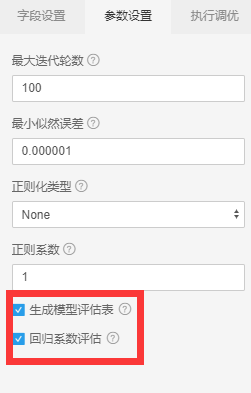 字段设置 参数设置 执行调优
最大迭代轮数 ?
100
最小似然误差 ?
0.000001
正则化类型 ?
None
正则系数 ?
1
生成模型评估表 ?
回归系数评估 ?